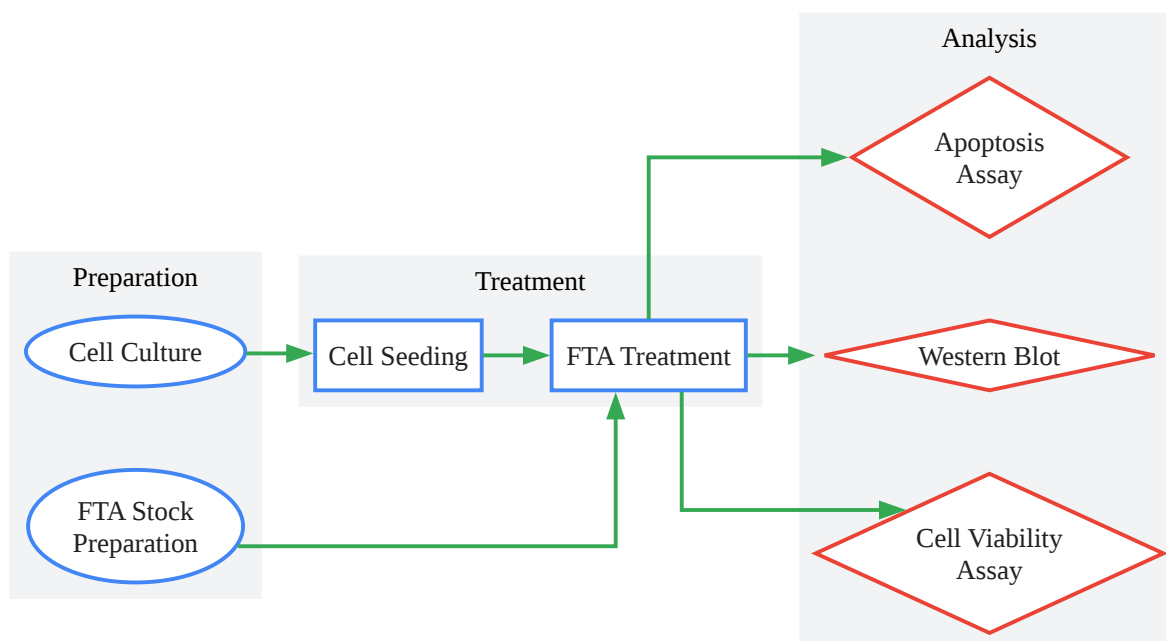 Preparation
Cell Culture
FTA Stock
Preparation
Treatment
Cell Seeding
FTA Treatment
Analysis
Apoptosis
Assay
Western Blot
Cell Viability
Assay